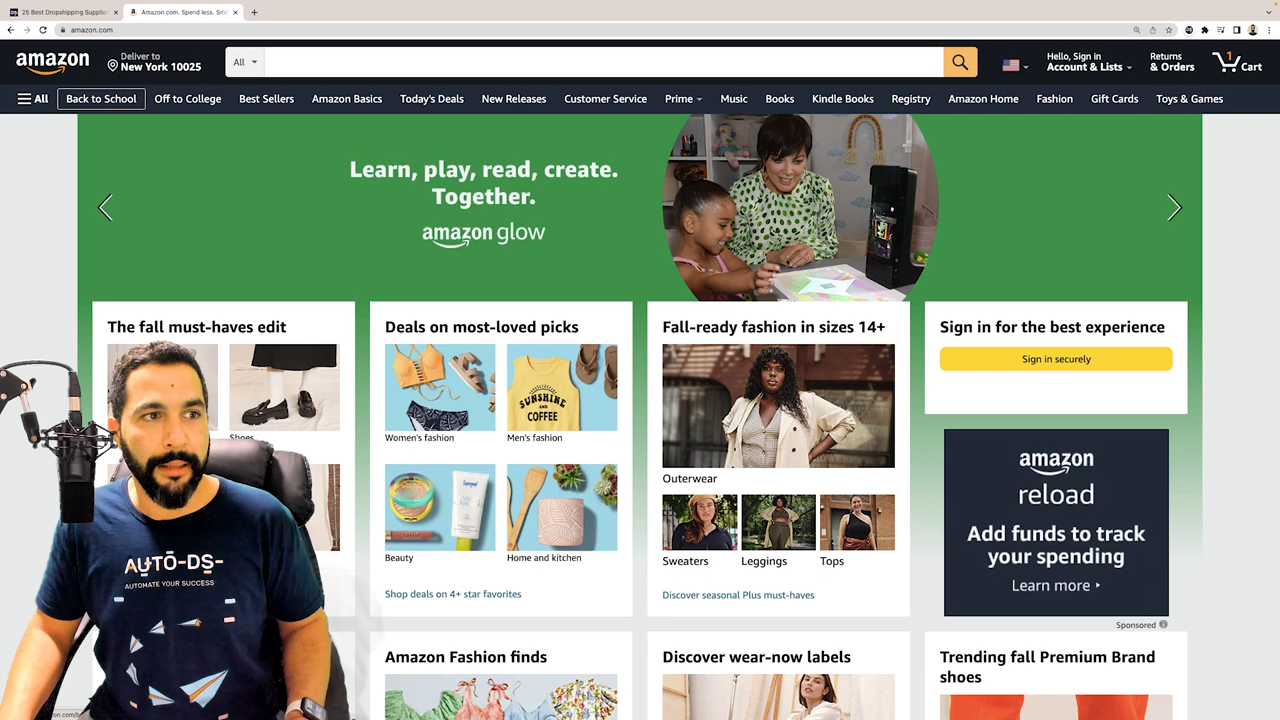 25 Best Dropshipping Supplier
Amazon.com. Spend less. Smi
amazon.com
amazon
Deliver to
New York 10025
All
Hello, Sign in
Account & Lists
Returns
& Orders
1
Cart
All
Back to School
Off to College
Best Sellers
Amazon Basics
Today's Deals
New Releases
Customer Service
Prime
Music
Books
Kindle Books
Registry
Amazon Home
Fashion
Gift Cards
Toys & Games
Learn, play, read, create.
Together.
amazon glow
The fall must-haves edit
Shoes
Deals on most-loved picks
SUNSHINE
AND
COFFEE
Women's fashion
Men's fashion
Beauty
Home and kitchen
Shop deals on 4+ star favorites
Fall-ready fashion in sizes 14+
Outerwear
Sweaters
Leggings
Tops
Discover seasonal Plus must-haves
Sign in for the best experience
Sign in securely
amazon
reload
Add funds to track
your spending
Learn more
Sponsored
AUTŌ-DS-
AUTOMATE YOUR SUCCESS
Amazon Fashion finds
Discover wear-now labels
Trending fall Premium Brand
shoes